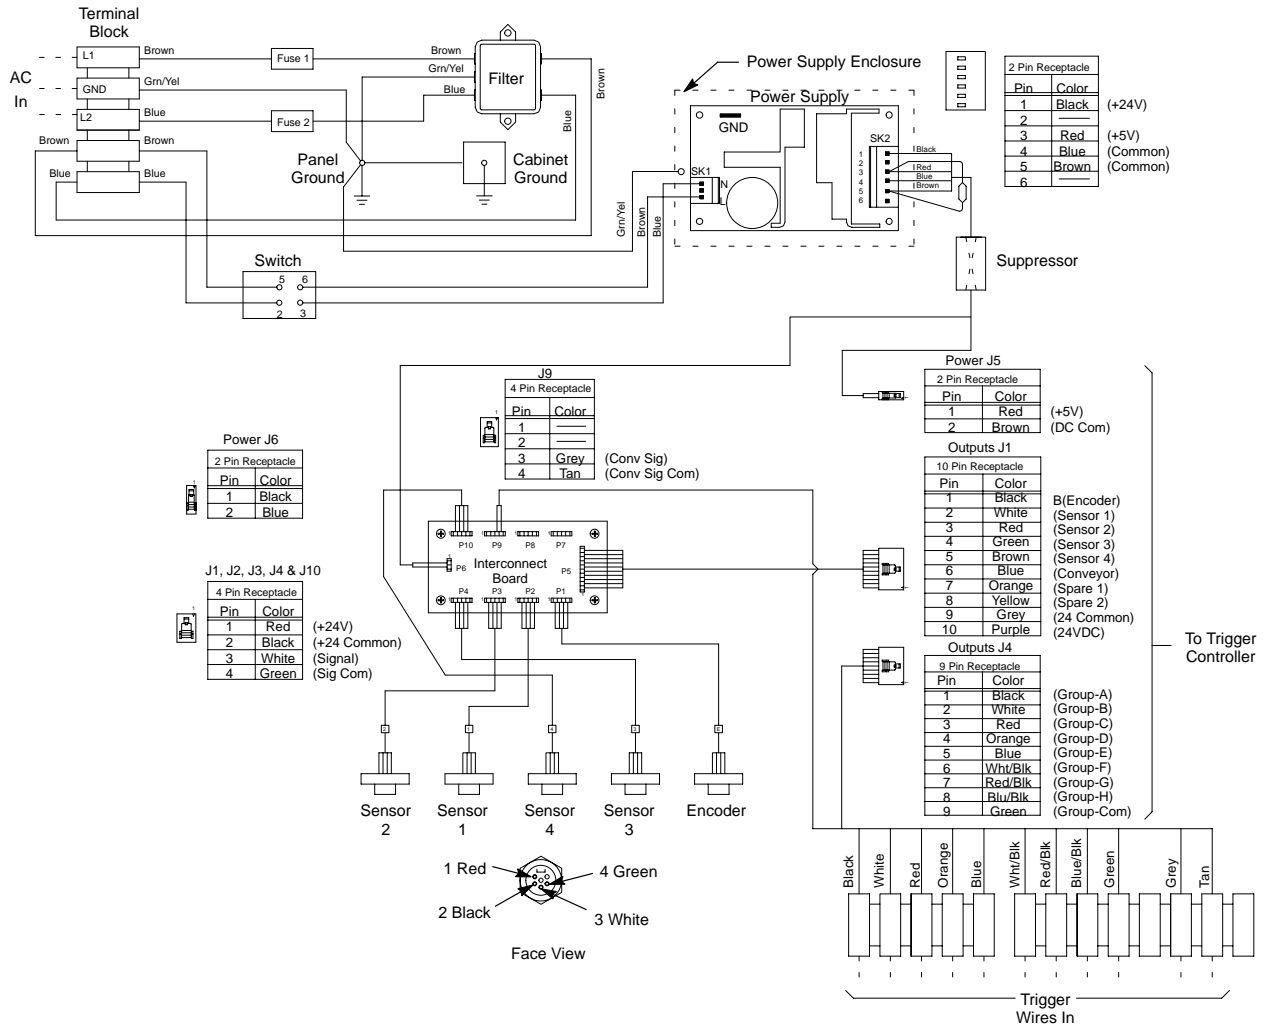 Terminal
Block
AC
In
L1
GND
L2
Brown
Grn/Yel
Blue
Brown
Brown
Blue
Blue
Fuse 1
Fuse 2
Brown
Grn/Yel
Blue
Filter
Brown
Blue
Panel
Ground
Cabinet
Ground
Switch
5 6
2 3
Grn/Yel
Brown
Blue
Power Supply Enclosure
Power Supply
GND
SK1
N
L
SK2
1
2
3
4
5
6
Black
Red
Blue
Brown
Suppressor
2 Pin Receptacle
Pin Color
1 Black (+24V)
2
3 Red (+5V)
4 Blue (Common)
5 Brown (Common)
6
J9
4 Pin Receptacle
Pin Color
1
2
3 Grey (Conv Sig)
4 Tan (Conv Sig Com)
Power J6
2 Pin Receptacle
Pin Color
1 Black
2 Blue
J1, J2, J3, J4 & J10
4 Pin Receptacle
Pin Color
1 Red (+24V)
2 Black (+24 Common)
3 White (Signal)
4 Green (Sig Com)
P10 P9 P8 P7
P6
Interconnect
Board
P5
P4 P3 P2 P1
Power J5
2 Pin Receptacle
Pin Color
1 Red (+5V)
2 Brown (DC Com)
Outputs J1
10 Pin Receptacle
Pin Color
1 Black B(Encoder)
2 White (Sensor 1)
3 Red (Sensor 2)
4 Green (Sensor 3)
5 Brown (Sensor 4)
6 Blue (Conveyor)
7 Orange (Spare 1)
8 Yellow (Spare 2)
9 Grey (24 Common)
10 Purple (24VDC)
Outputs J4
9 Pin Receptacle
Pin Color
1 Black (Group-A)
2 White (Group-B)
3 Red (Group-C)
4 Orange (Group-D)
5 Blue (Group-E)
6 Wht/Blk (Group-F)
7 Red/Blk (Group-G)
8 Blu/Blk (Group-H)
9 Green (Group-Com)
To Trigger
Controller
2 1 4 3 E
Sensor
2
Sensor
1
Sensor
4
Sensor
3
Encoder
1 Red
4 Green
2 Black
3 White
Face View
Black
White
Red
Orange
Blue
Wht/Blk
Red/Blk
Blue/Blk
Green
Grey
Tan
Trigger
Wires In